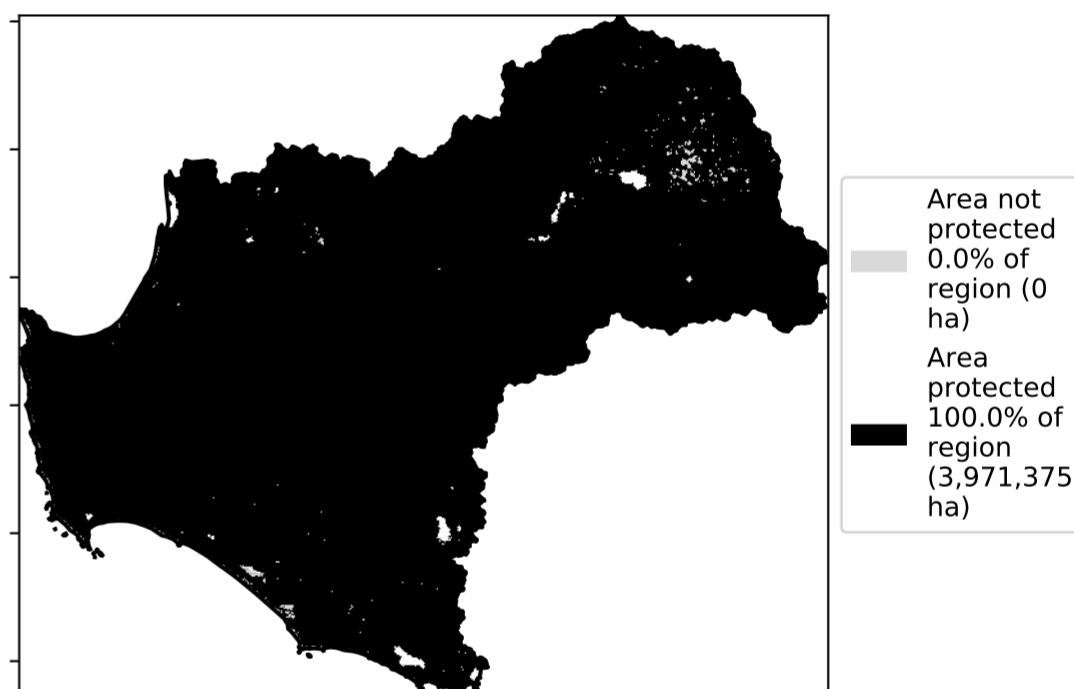 Area not
protected
0.0% of
region (0
ha)
Area
protected
100.0% of
region
(3,971,375
ha)